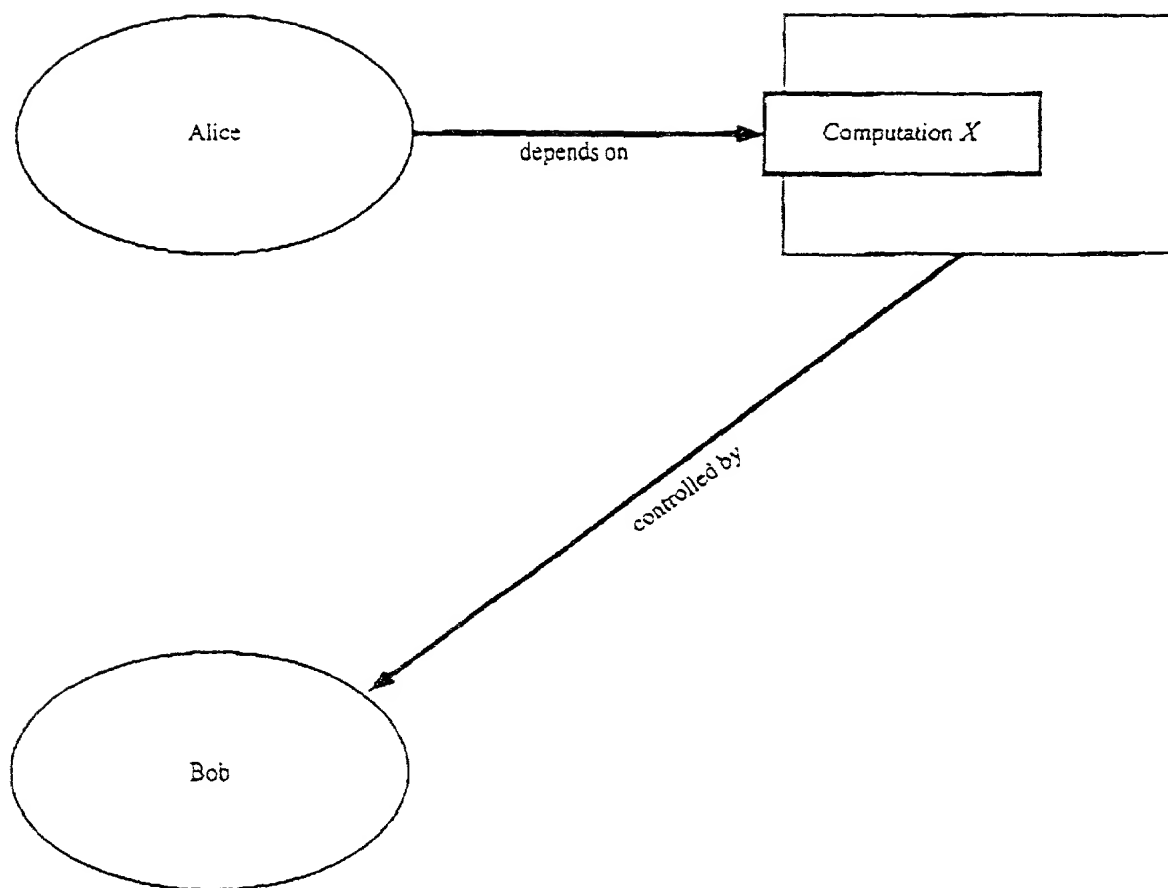 Alice
depends on
Computation X
controlled by
Bob